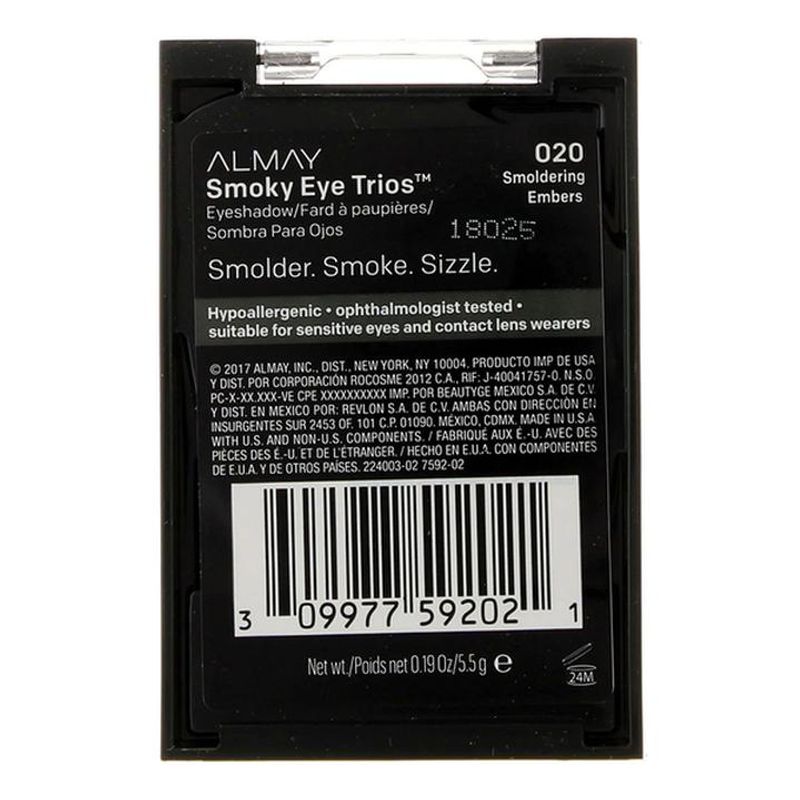 ALMAY
Smoky Eye Trios™
Eyeshadow/Fard à paupières/
Sombra Para Ojos
020
Smoldering
Embers
18025
Smolder. Smoke. Sizzle.
Hypoallergenic • ophthalmologist tested •
suitable for sensitive eyes and contact lens wearers
© 2017 ALMAY, INC., DIST., NEW YORK, NY 10004. PRODUCTO IMP DE USA
Y DIST. POR CORPORACIÓN ROCOSME 2012 C.A., RIF: J-40041757-0. N.S.O.
PC-X-XX.XXX-VE CPE XXXXXXXXXX IMP. POR BEAUTYGE MEXICO S.A. DE C.V.
Y DIST. EN MEXICO POR: REVLON S.A. DE C.V. AMBAS CON DIRECCIÓN EN
INSURGENTES SUR 2453 OF. 101 C.P. 01090. MÉXICO, CDMX. MADE IN U.S.A
WITH U.S. AND NON-U.S. COMPONENTS. / FABRIQUÉ AUX É.-U. AVEC DES
PIÈCES DES É.-U. ET DE L'ÉTRANGER. / HECHO EN E.U.A. CON COMPONENTES
DE E.U.A. Y DE OTROS PAÍSES. 224003-02 7592-02
3 09977 59202 1
Net wt./Poids net 0.19 Oz/5.5 g ℮
24M